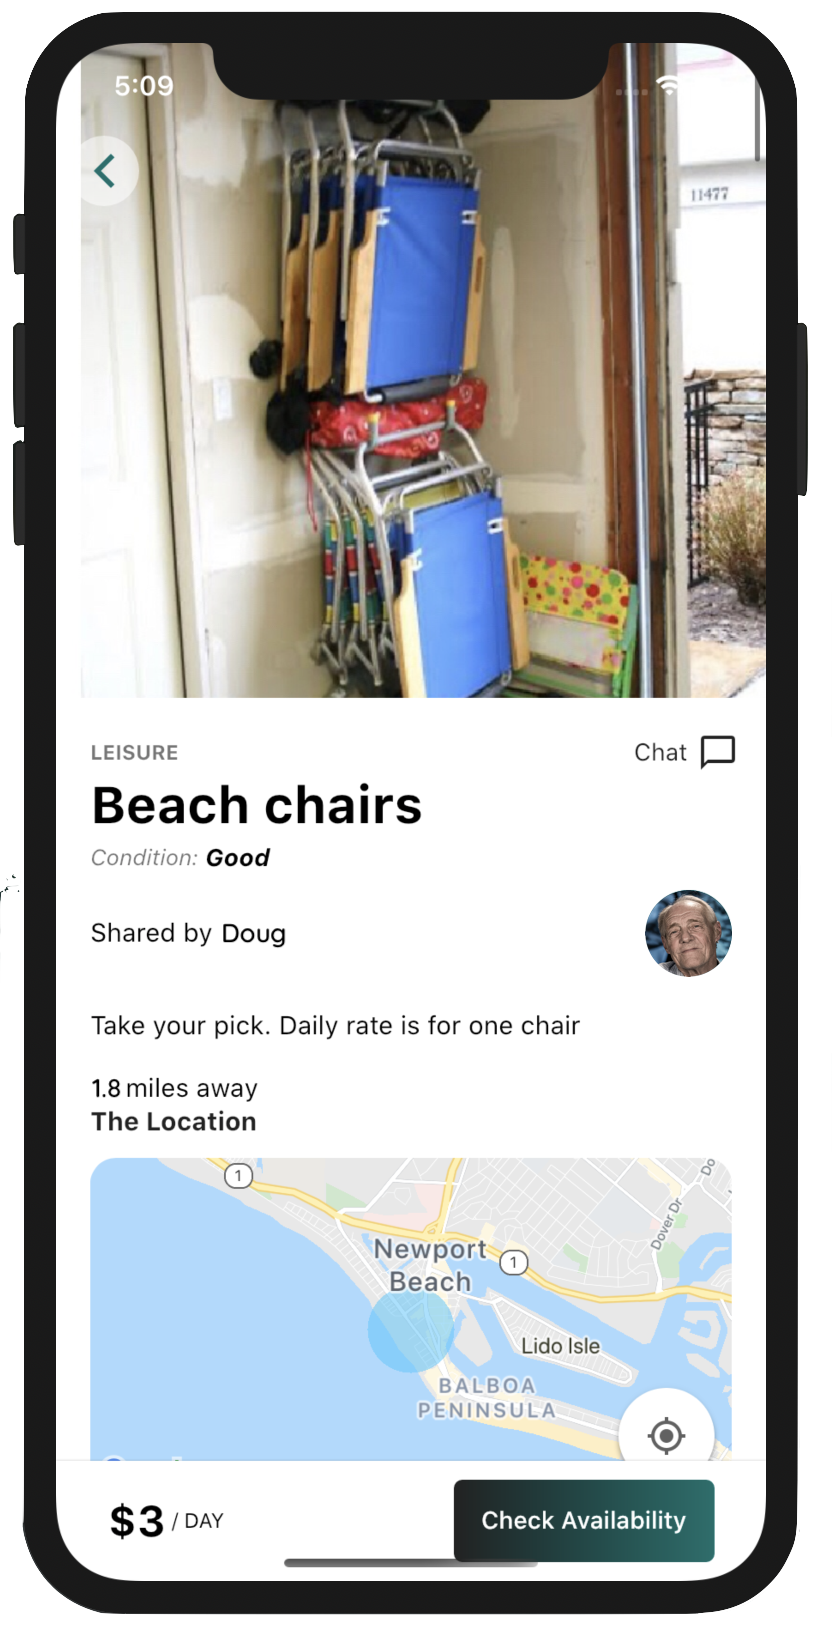 5:09
11477
LEISURE
Chat
Beach chairs
Condition: Good
Shared by Doug
Take your pick. Daily rate is for one chair
1.8 miles away
The Location
1
Do
Dover Dr
Newport
Beach
1
Lido Isle
BALBOA
PENINSULA
$3 / DAY
Check Availability